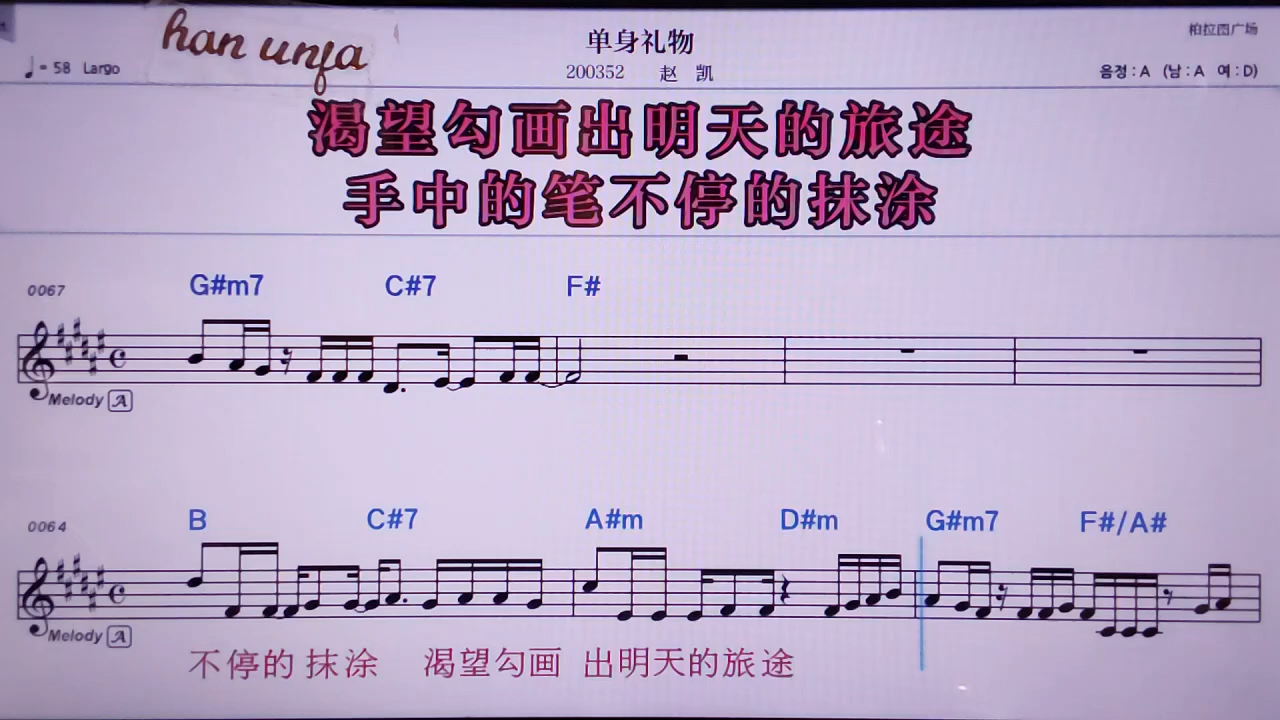 han unfa
单身礼物
柏拉图广场
= 58 Largo
200352 赵 凯
음정 : A (남 : A 여 : D)
渴望勾画出明天的旅途
手中的笔不停的抹涂
0067 G#m7 C#7 F#
Melody A
0064 B C#7 A#m D#m G#m7 F#/A#
Melody A
不停的 抹涂 渴望勾画 出明天的旅途